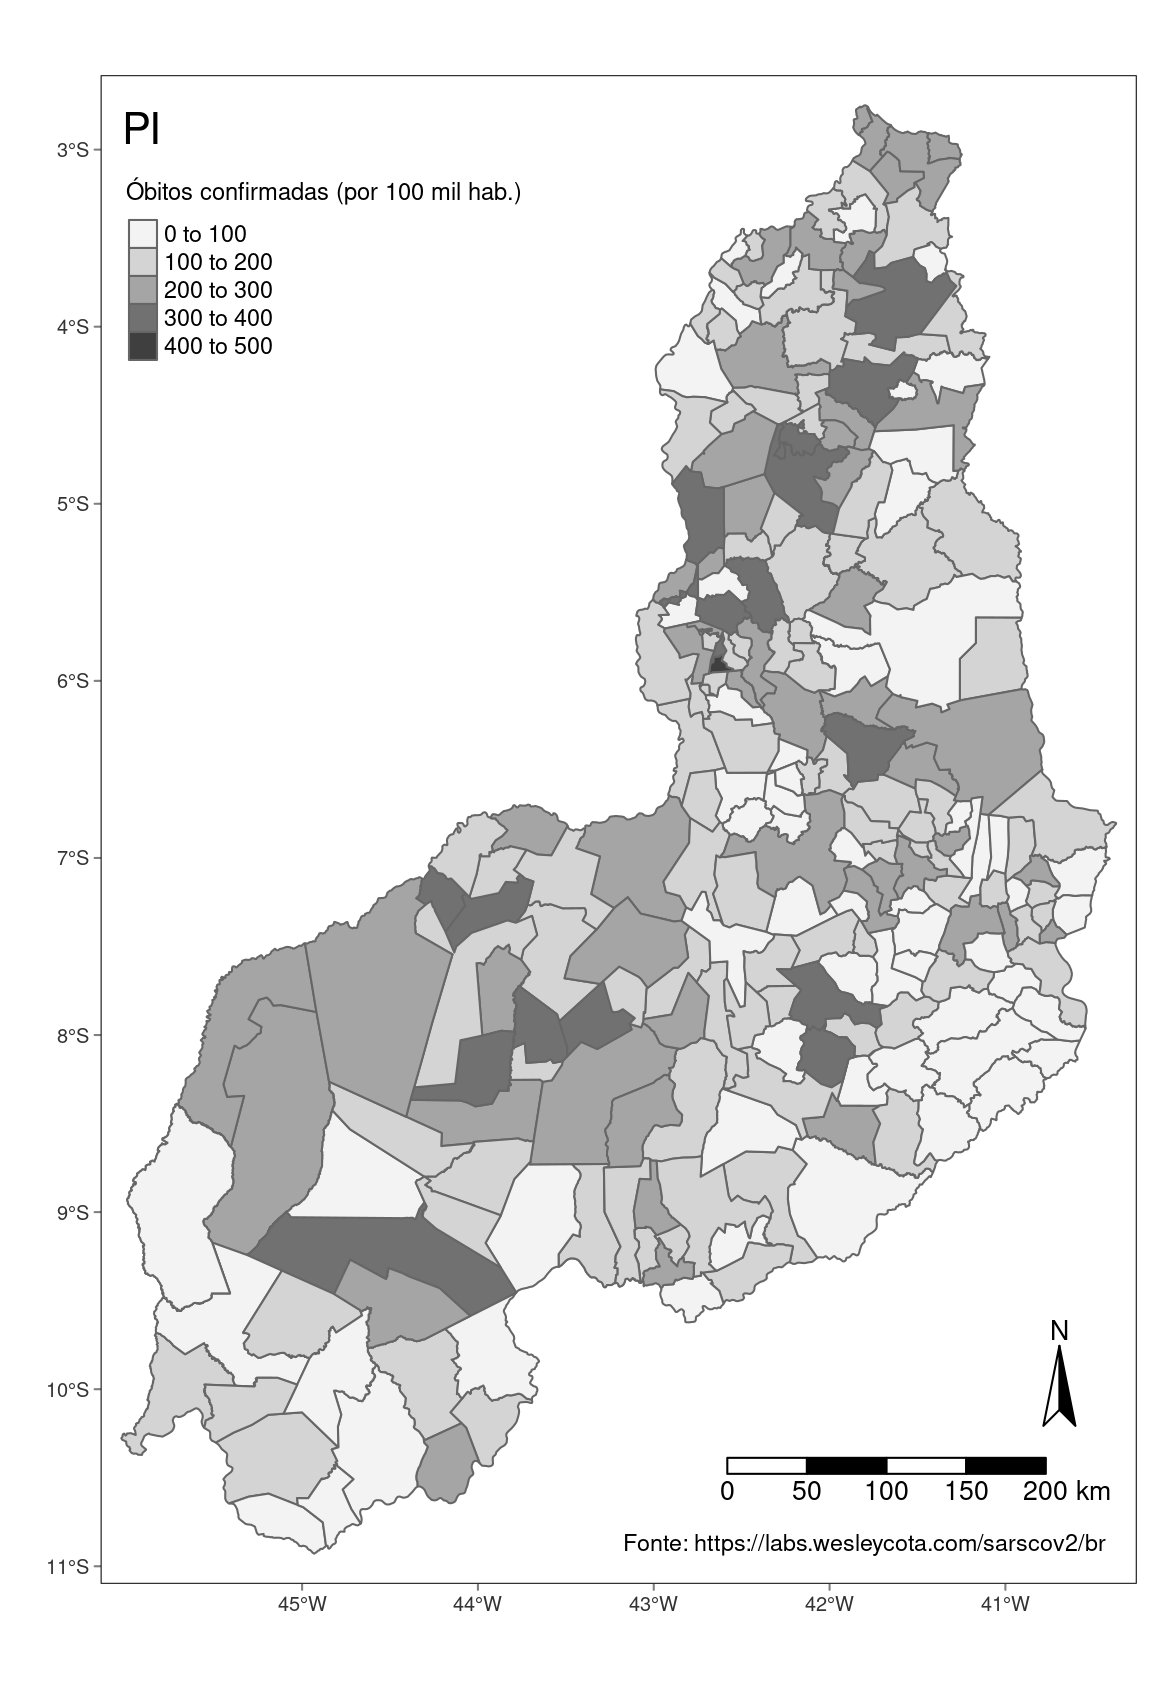 PI
Óbitos confirmadas (por 100 mil hab.)
0 to 100
100 to 200
200 to 300
300 to 400
400 to 500
3°S
4°S
5°S
6°S
7°S
8°S
9°S
10°S
11°S
N
0 50 100 150 200 km
Fonte: https://labs.wesleycota.com/sarscov2/br
45°W 44°W 43°W 42°W 41°W